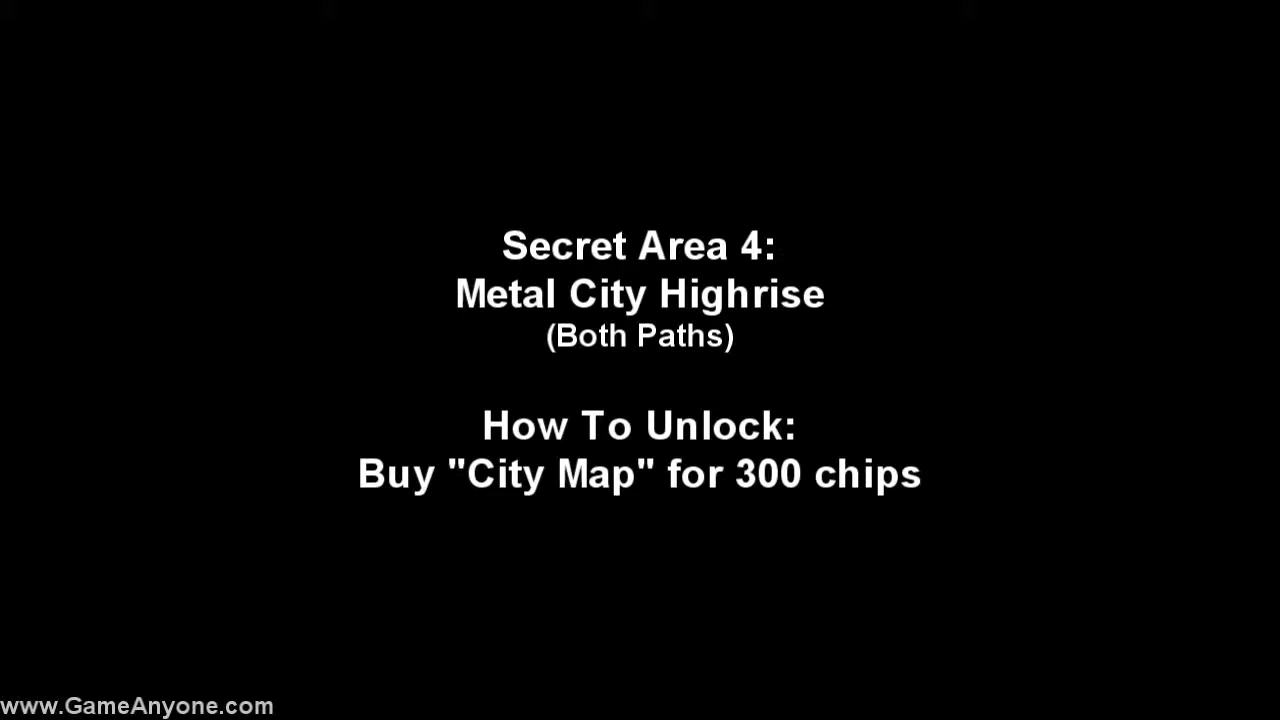 Secret Area 4:
Metal City Highrise
(Both Paths)
How To Unlock:
Buy "City Map" for 300 chips
www.GameAnyone.com